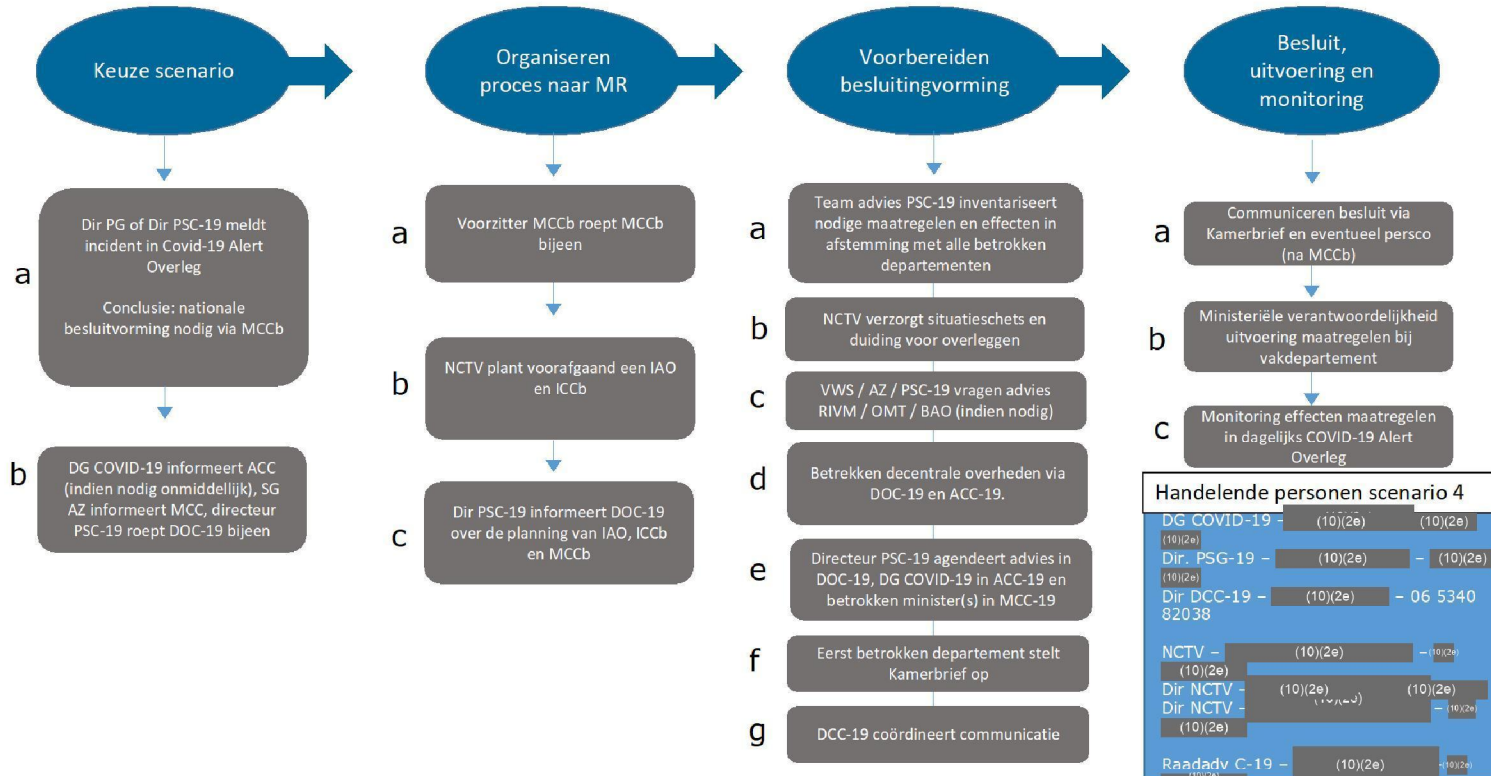 Keuze scenario
a
Dir PG of Dir PSC-19 meldt
incident in Covid-19 Alert
Overleg
Conclusie: nationale
besluitvorming nodig via MCCb
b
DG COVID-19 informeert ACC
(indien nodig onmiddellijk), SG
AZ informeert MCC, directeur
PSC-19 roept DOC-19 bijeen
Organiseren
proces naar MR
a
Voorzitter MCCb roept MCCb
bijeen
b
NCTV plant voorafgaand een IAO
en ICCb
c
Dir PSC-19 informeert DOC-19
over de planning van IAO, ICCb
en MCCb
Voorbereiden
besluitingvorming
a
Team advies PSC-19 inventariseert
nodige maatregelen en effecten in
afstemming met alle betrokken
departementen
b
NCTV verzorgt situatieschets en
duiding voor overleggen
c
VWS / AZ / PSC-19 vragen advies
RIVM / OMT / BAO (indien nodig)
d
Betrekken decentrale overheden via
DOC-19 en ACC-19.
e
Directeur PSC-19 agendeert advies in
DOC-19, DG COVID-19 in ACC-19 en
betrokken minister(s) in MCC-19
f
Eerst betrokken departement stelt
Kamerbrief op
g
DCC-19 coördineert communicatie
Besluit,
uitvoering en
monitoring
a
Communiceren besluit via
Kamerbrief en eventueel persco
(na MCCb)
b
Ministeriële verantwoordelijkheid
uitvoering maatregelen bij
vakdepartement
c
Monitoring effecten maatregelen
in dagelijks COVID-19 Alert
Overleg
Handelende personen scenario 4
DG COVID-19 – (10)(2e) (10)(2e)
(10)(2e)
Dir. PSG-19 – (10)(2e) – (10)(2e)
(10)(2e)
Dir DCC-19 – (10)(2e) – 06 5340
82038
NCTV – (10)(2e) – (10)(2e)
(10)(2e)
Dir NCTV – (10)(2e) (10)(2e)
Dir NCTV – (10)(2e) – (10)(2e)
(10)(2e)
Raadadv C-19 – (10)(2e) – (10)(2e)